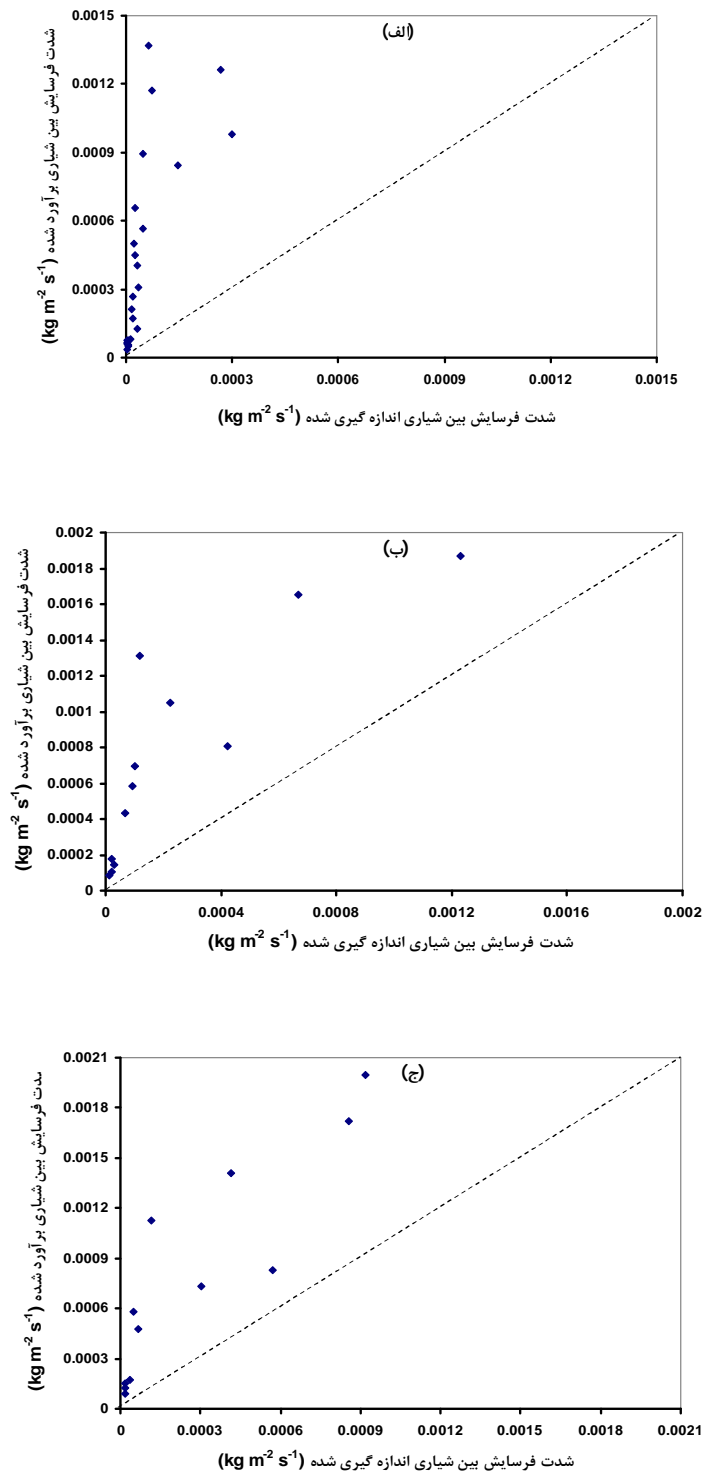 (الف)
شدت فرسایش بین شیاری برآورد شده (kg m-2 s-1)
0.0015
0.0012
0.0009
0.0006
0.0003
0
0 0.0003 0.0006 0.0009 0.0012 0.0015
شدت فرسایش بین شیاری اندازه گیری شده (kg m-2 s-1)
(ب)
شدت فرسایش بین شیاری برآورد شده (kg m-2 s-1)
0.002
0.0018
0.0016
0.0014
0.0012
0.001
0.0008
0.0006
0.0004
0.0002
0
0 0.0004 0.0008 0.0012 0.0016 0.002
شدت فرسایش بین شیاری اندازه گیری شده (kg m-2 s-1)
(ج)
شدت فرسایش بین شیاری برآورد شده (kg m-2 s-1)
0.0021
0.0018
0.0015
0.0012
0.0009
0.0006
0.0003
0
0 0.0003 0.0006 0.0009 0.0012 0.0015 0.0018 0.0021
شدت فرسایش بین شیاری اندازه گیری شده (kg m-2 s-1)